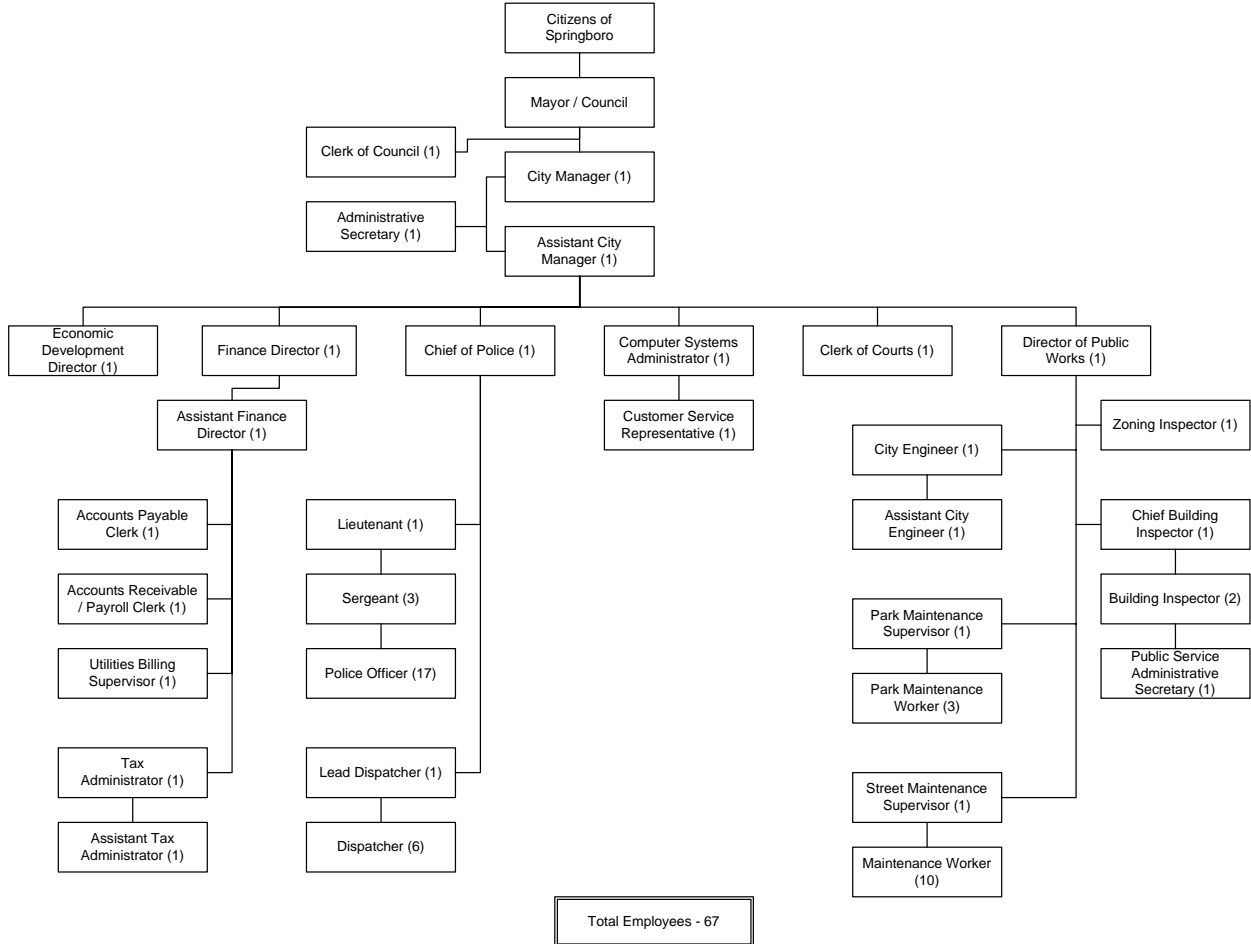 Citizens of
Springboro
Mayor / Council
Clerk of Council (1)
City Manager (1)
Administrative
Secretary (1)
Assistant City
Manager (1)
Economic
Development
Director (1)
Finance Director (1)
Chief of Police (1)
Computer Systems
Administrator (1)
Clerk of Courts (1)
Director of Public
Works (1)
Assistant Finance
Director (1)
Customer Service
Representative (1)
Zoning Inspector (1)
City Engineer (1)
Accounts Payable
Clerk (1)
Lieutenant (1)
Assistant City
Engineer (1)
Chief Building
Inspector (1)
Accounts Receivable
/ Payroll Clerk (1)
Sergeant (3)
Park Maintenance
Supervisor (1)
Building Inspector (2)
Utilities Billing
Supervisor (1)
Police Officer (17)
Park Maintenance
Worker (3)
Public Service
Administrative
Secretary (1)
Tax
Administrator (1)
Lead Dispatcher (1)
Street Maintenance
Supervisor (1)
Assistant Tax
Administrator (1)
Dispatcher (6)
Maintenance Worker
(10)
Total Employees - 67